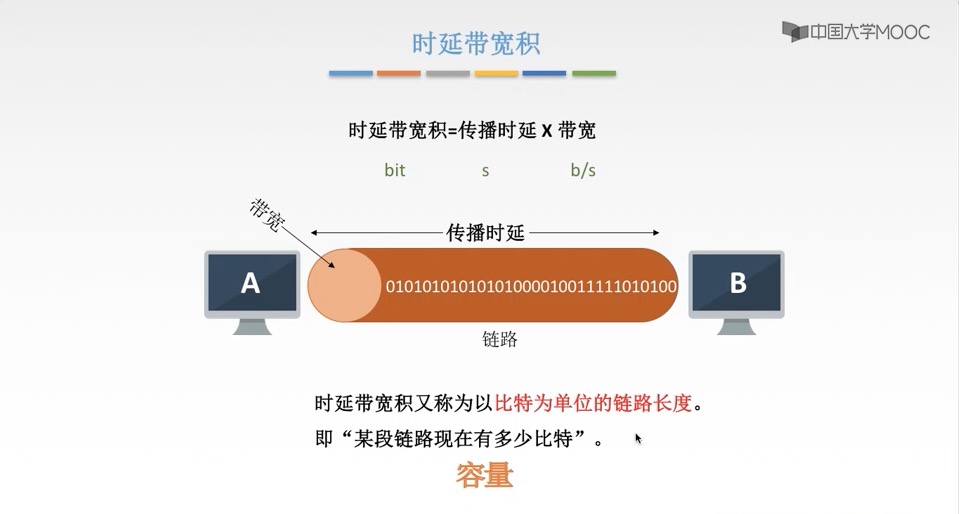 中国大学MOOC
时延带宽积
时延带宽积=传播时延 X 带宽
bit s b/s
带宽
传播时延
A 01010101010101000010011111010100 B
链路
时延带宽积又称为以比特为单位的链路长度。
即“某段链路现在有多少比特”。
容量